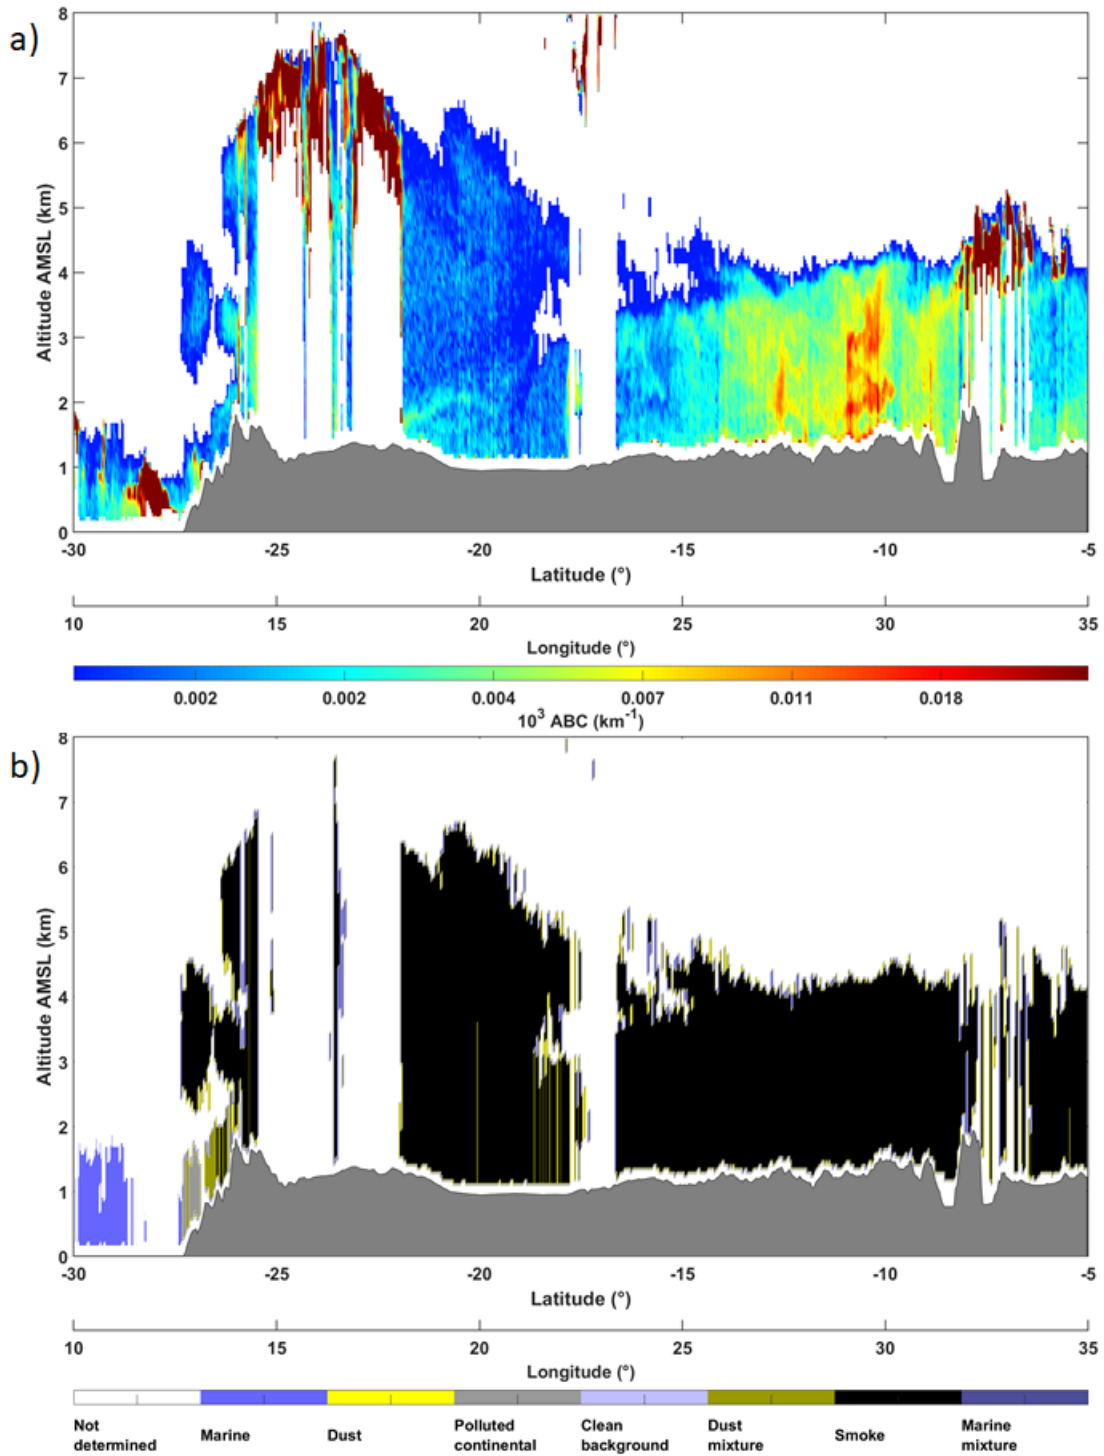 a)
8
7
6
5
4
3
2
1
0
Altitude AMSL (km)
-30 -25 -20 -15 -10 -5
Latitude (°)
10 15 20 25 30 35
Longitude (°)
0.002 0.002 0.004 0.007 0.011 0.018
10³ ABC (km⁻¹)
b)
8
7
6
5
4
3
2
1
0
Altitude AMSL (km)
-30 -25 -20 -15 -10 -5
Latitude (°)
10 15 20 25 30 35
Longitude (°)
Not determined
Marine
Dust
Polluted continental
Clean background
Dust mixture
Smoke
Marine mixture